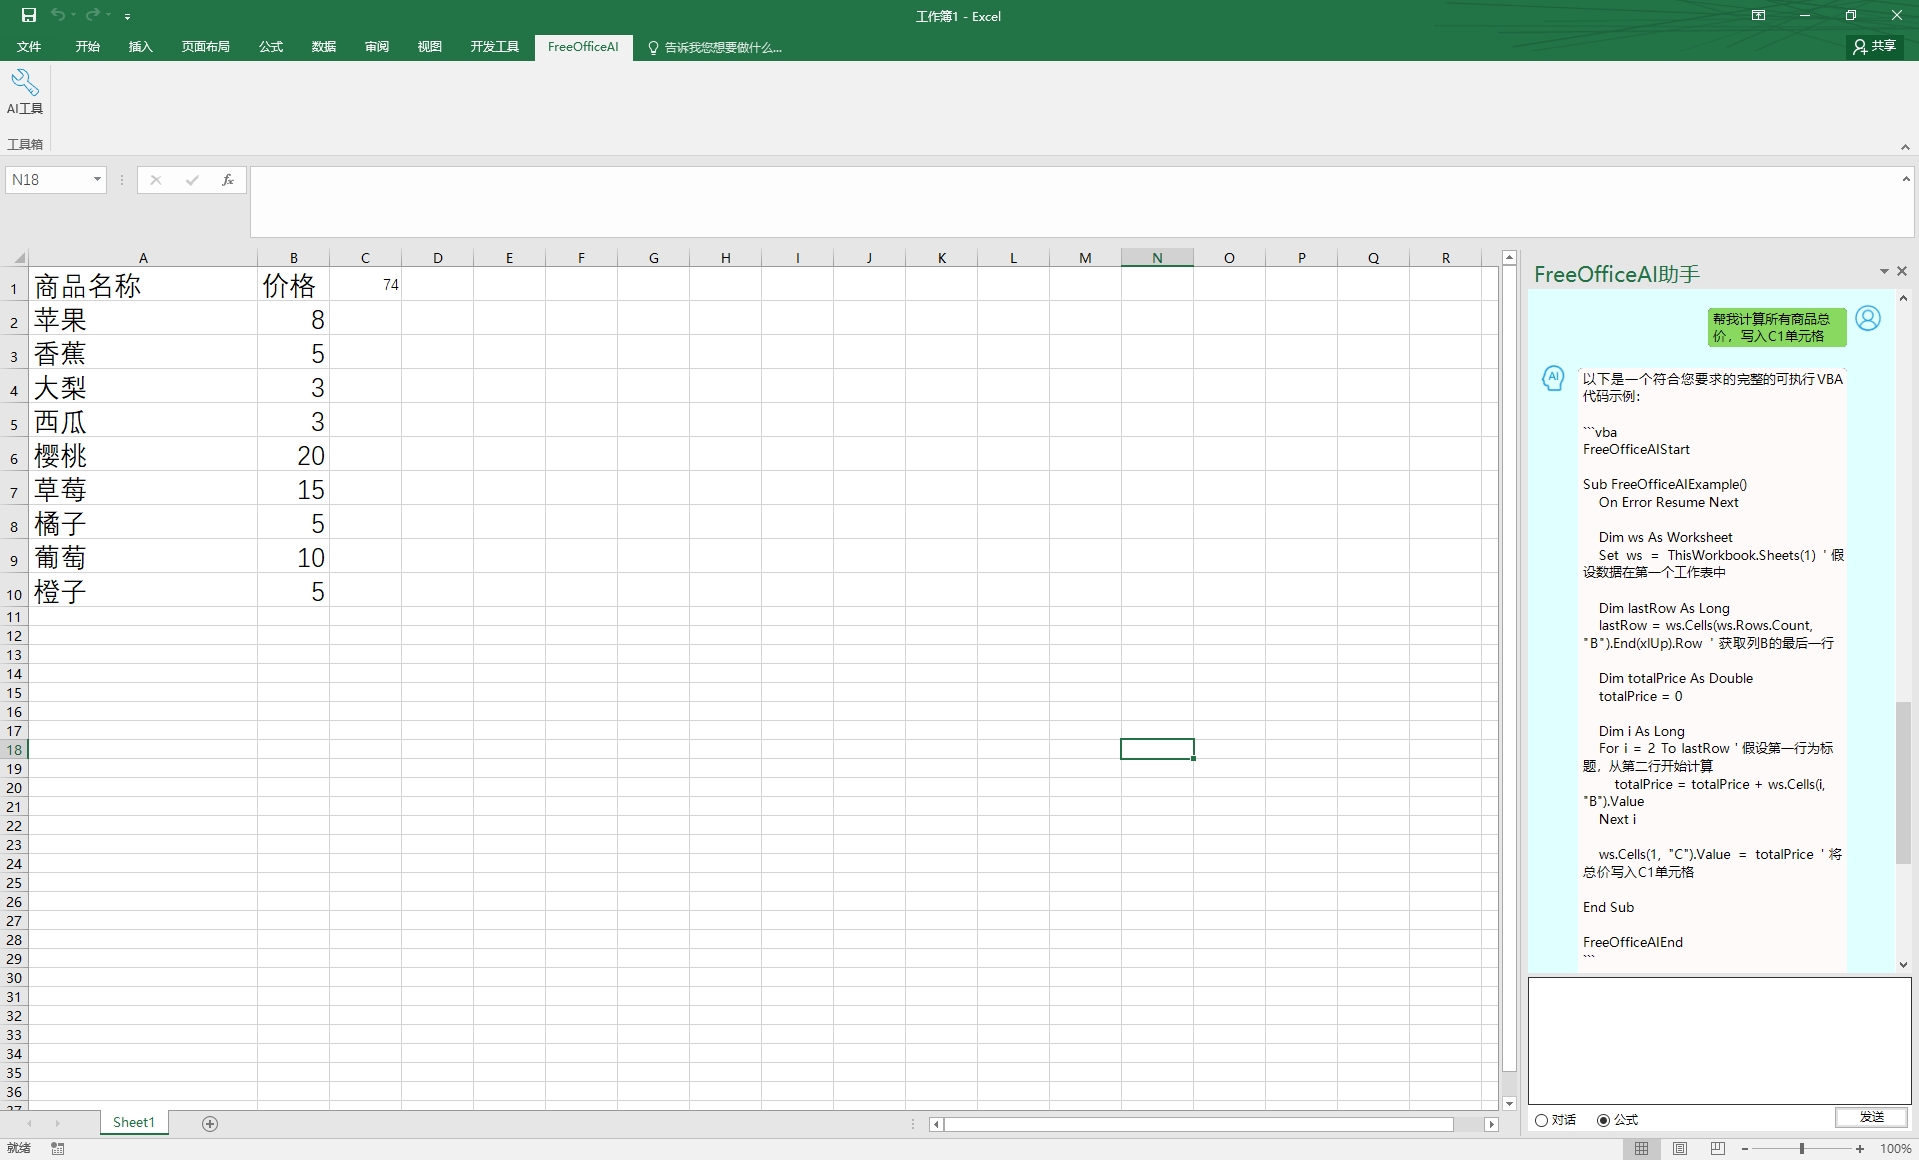 工作簿1 - Excel
文件 开始 插入 页面布局 公式 数据 审阅 视图 开发工具 FreeOfficeAI 告诉我您想要做什么... 共享
AI工具
工具箱
N18 fx
A B C D E F G H I J K L M N O P Q R
1 商品名称 价格 74
2 苹果 8
3 香蕉 5
4 大梨 3
5 西瓜 3
6 樱桃 20
7 草莓 15
8 橘子 5
9 葡萄 10
10 橙子 5
11
12
13
14
15
16
17
18
19
20
21
22
23
24
25
26
27
28
29
30
31
32
33
34
35
36
37
FreeOfficeAI助手
帮我计算所有商品总
价，写入C1单元格
AI
以下是一个符合您要求的完整的可执行VBA
代码示例：
```vba
FreeOfficeAIStart
Sub FreeOfficeAIExample()
On Error Resume Next
Dim ws As Worksheet
Set ws = ThisWorkbook.Sheets(1) ' 假
设数据在第一个工作表中
Dim lastRow As Long
lastRow = ws.Cells(ws.Rows.Count,
"B").End(xlUp).Row ' 获取列B的最后一行
Dim totalPrice As Double
totalPrice = 0
Dim i As Long
For i = 2 To lastRow ' 假设第一行为标
题，从第二行开始计算
totalPrice = totalPrice + ws.Cells(i,
"B").Value
Next i
ws.Cells(1, "C").Value = totalPrice ' 将
总价写入C1单元格
End Sub
FreeOfficeAIEnd
```
对话 公式 发送
Sheet1
就绪 100%